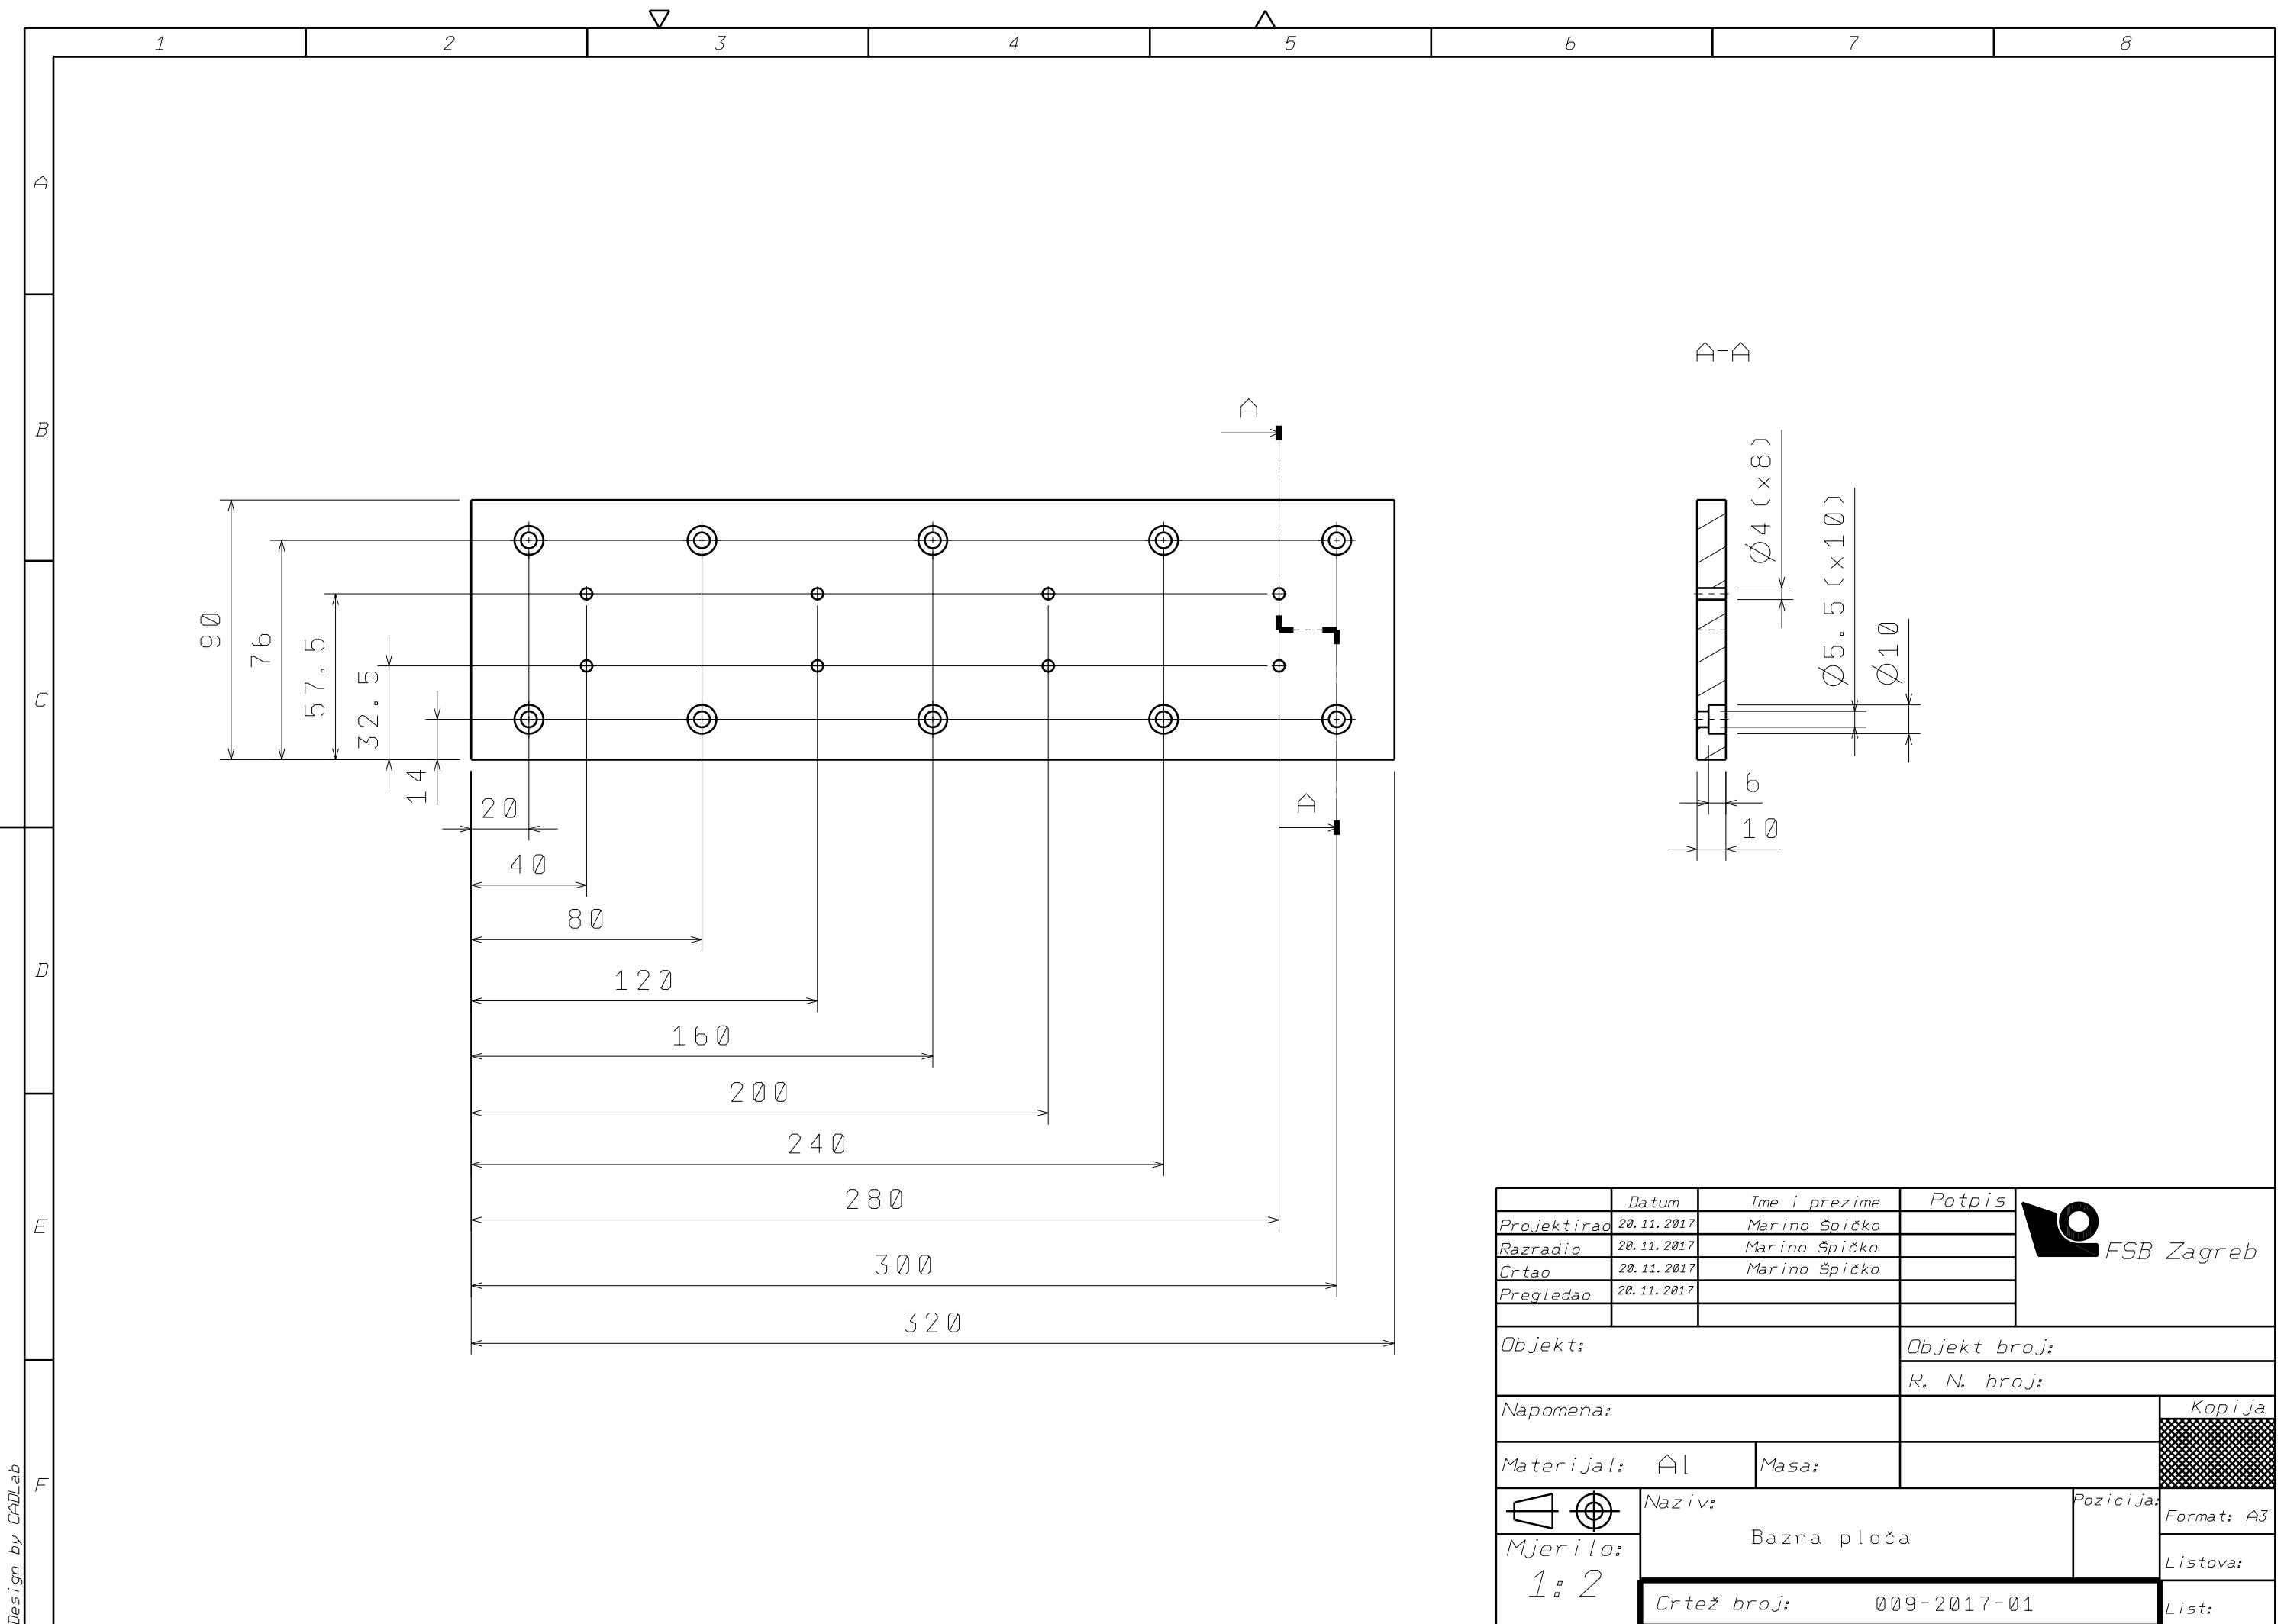 1 2 3 4 5 6 7 8
A
B
C
D
E
F
Design by CADLab
A-A
A
A
90
76
57.5
32.5
14
20
40
80
120
160
200
240
280
300
320
Ø4(x8)
Ø5.5(x10)
Ø10
6
10
Datum Ime i prezime Potpis
Projektirao 20.11.2017 Marino Špičko
Razradio 20.11.2017 Marino Špičko
Crtao 20.11.2017 Marino Špičko
Pregledao 20.11.2017
FSB Zagreb
Objekt: Objekt broj:
R. N. broj:
Napomena: Kopija
Materijal: Al Masa:
Naziv: Pozicija:
Format: A3
Bazna ploča
Mjerilo:
1:2
Listova:
Crtež broj: 009-2017-01
List: